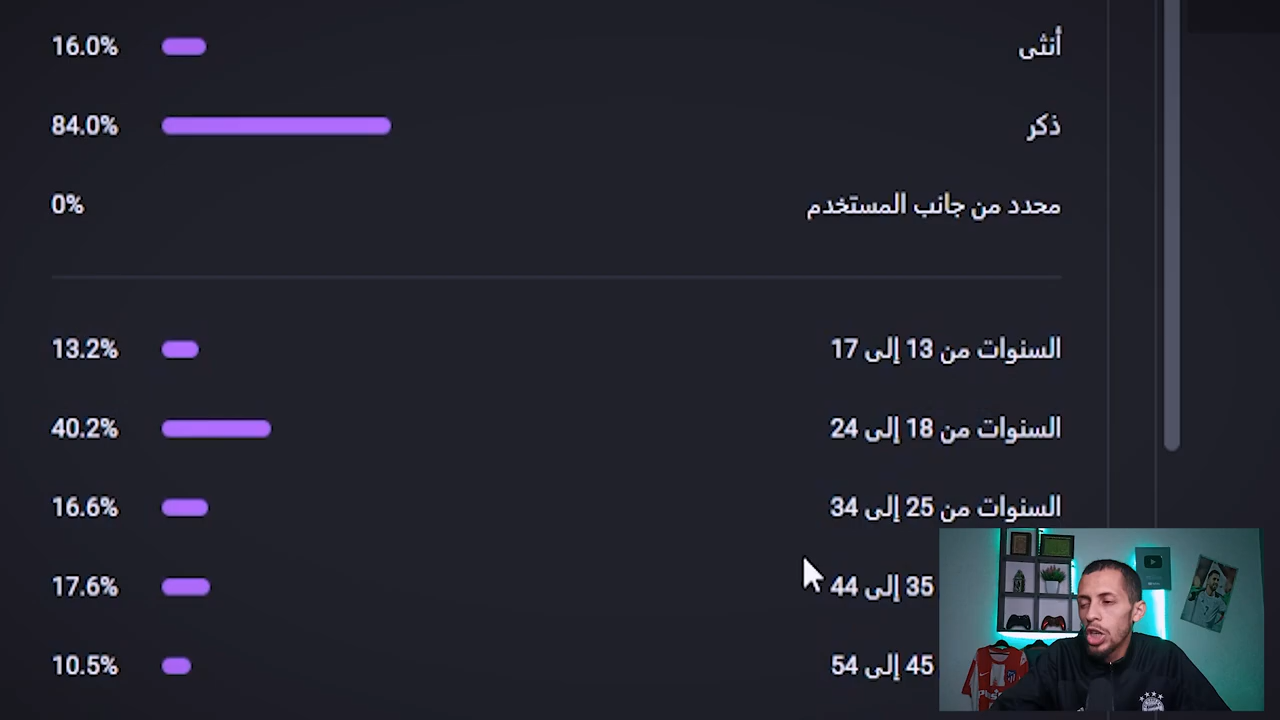 أنثى 16.0%
ذكر 84.0%
محدد من جانب المستخدم 0%
السنوات من 13 إلى 17 13.2%
السنوات من 18 إلى 24 40.2%
السنوات من 25 إلى 34 16.6%
35 إلى 44 17.6%
45 إلى 54 10.5%